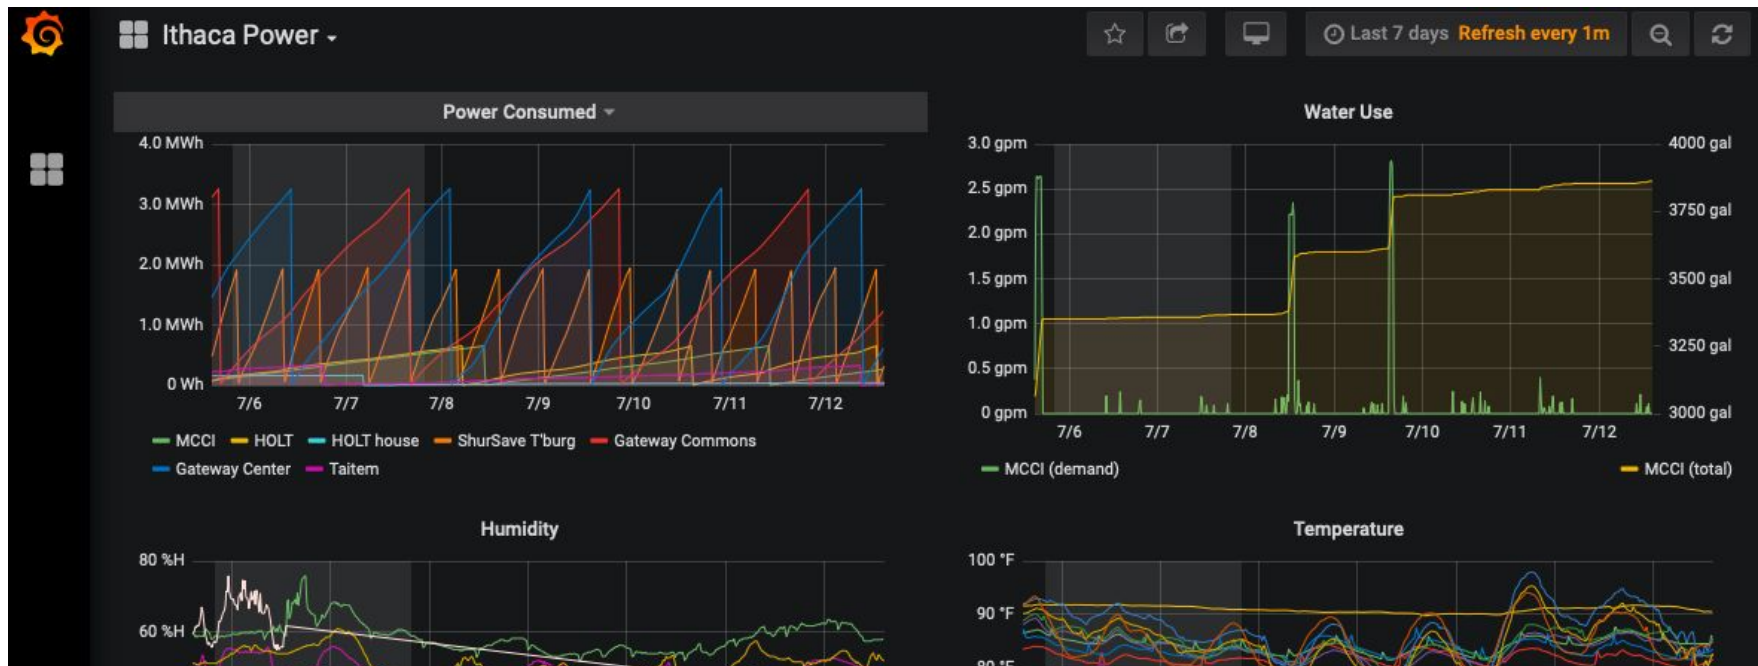 Ithaca Power
Last 7 days Refresh every 1m
Power Consumed
4.0 MWh
3.0 MWh
2.0 MWh
1.0 MWh
0 Wh
7/6 7/7 7/8 7/9 7/10 7/11 7/12
MCCI HOLT HOLT house ShurSave T'burg Gateway Commons
Gateway Center Taitem
Water Use
3.0 gpm 4000 gal
2.5 gpm
3750 gal
2.0 gpm
1.5 gpm 3500 gal
1.0 gpm
3250 gal
0.5 gpm
0 gpm 3000 gal
7/6 7/7 7/8 7/9 7/10 7/11 7/12
MCCI (demand) MCCI (total)
Humidity
80 %H
60 %H
Temperature
100 °F
90 °F
80 °F